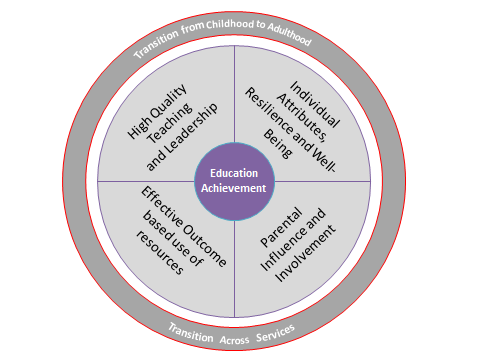 Transition from Childhood to Adulthood
High Quality
Teaching
and Leadership
Individual
Attributes,
Resilience and Well-
Being
Education
Achievement
Effective Outcome
based use of
resources
Parental
Influence and
Involvement
Transition Across Services